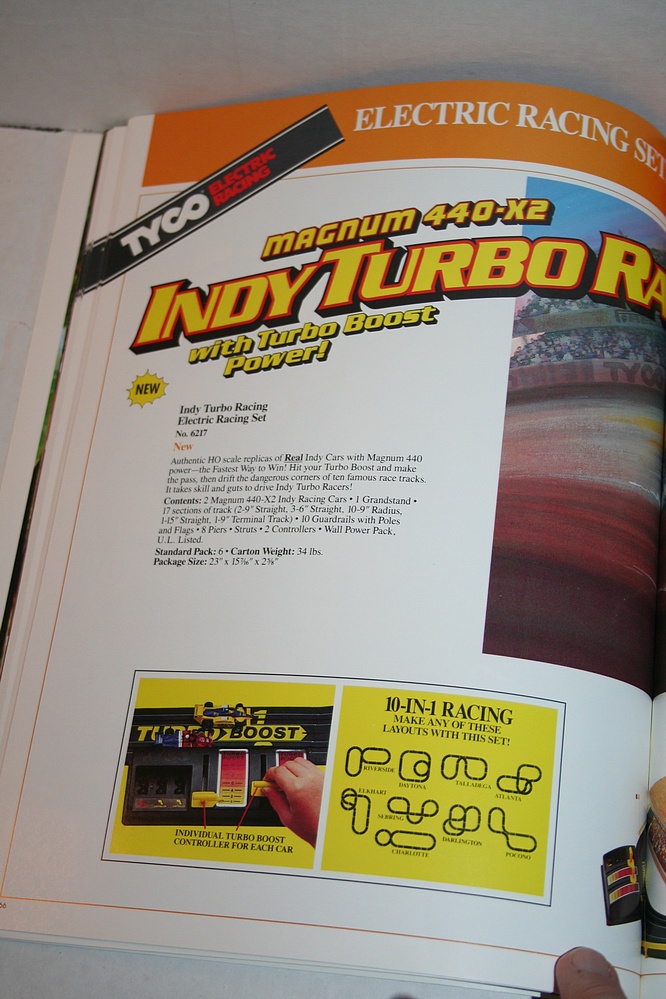 ELECTRIC RACING SET
TYCO ELECTRIC
RACING
MAGNUM 440-X2
INDY TURBO RA
with Turbo Boost
Power!
NEW
Indy Turbo Racing
Electric Racing Set
No. 6217
New
Authentic HO scale replicas of Real Indy Cars with Magnum 440
power—the Fastest Way to Win! Hit your Turbo Boost and make
the pass, then drift the dangerous corners of ten famous race tracks.
It takes skill and guts to drive Indy Turbo Racers!
Contents: 2 Magnum 440-X2 Indy Racing Cars • 1 Grandstand •
17 sections of track (2-9" Straight, 3-6" Straight, 10-9" Radius,
1-15" Straight, 1-9" Terminal Track) • 10 Guardrails with Poles
and Flags • 8 Piers • Struts • 2 Controllers • Wall Power Pack,
U.L. Listed.
Standard Pack: 6 • Carton Weight: 34 lbs.
Package Size: 23" x 15
TYCO
TURBO BOOST
INDIVIDUAL TURBO BOOST
CONTROLLER FOR EACH CAR
10-IN-1 RACING
MAKE ANY OF THESE
LAYOUTS WITH THIS SET!
RIVERSIDE
DAYTONA
TALLADEGA
ATLANTA
ELKHART
SEBRING
DARLINGTON
POCONO
CHARLOTTE